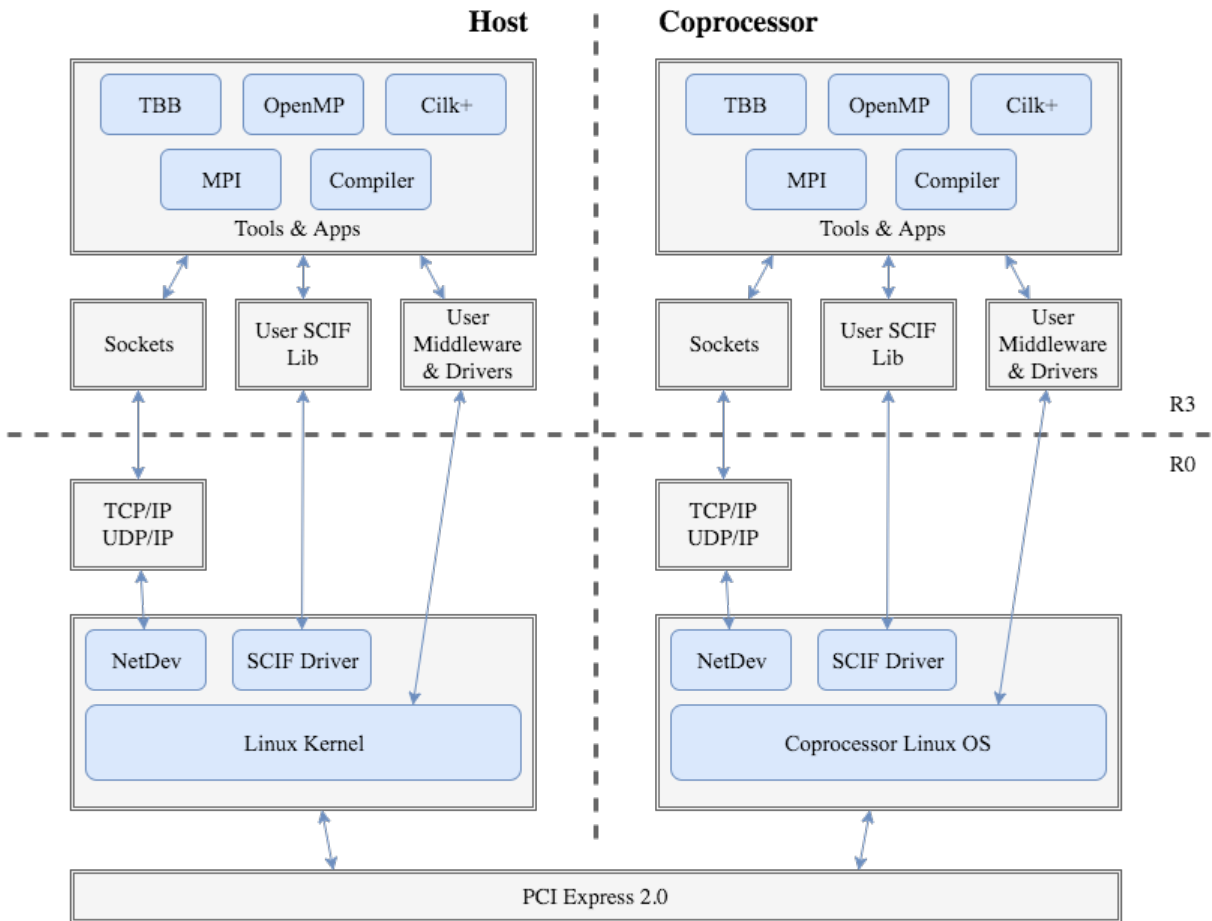 Host
Coprocessor
TBB
OpenMP
Cilk+
MPI
Compiler
Tools & Apps
TBB
OpenMP
Cilk+
MPI
Compiler
Tools & Apps
Sockets
User SCIF
Lib
User
Middleware
& Drivers
Sockets
User SCIF
Lib
User
Middleware
& Drivers
R3
R0
TCP/IP
UDP/IP
TCP/IP
UDP/IP
NetDev
SCIF Driver
Linux Kernel
NetDev
SCIF Driver
Coprocessor Linux OS
PCI Express 2.0